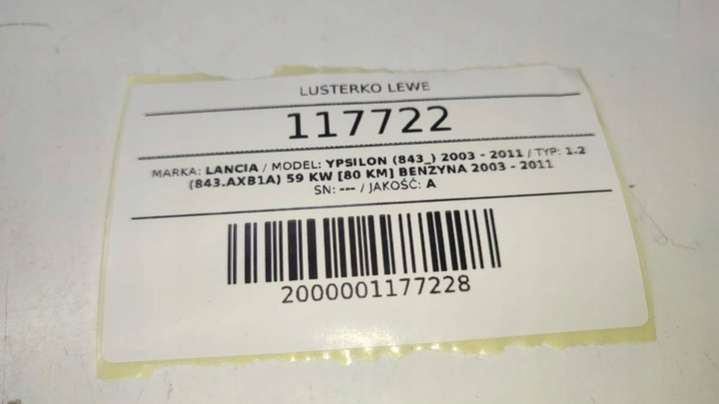 LUSTERKO LEWE
117722
MARKA: LANCIA / MODEL: YPSILON (843_) 2003 - 2011 / TYP: 1.2
(843.AXB1A) 59 KW [80 KM] BENZYNA 2003 - 2011
SN: --- / JAKOŚĆ: A
2000001177228